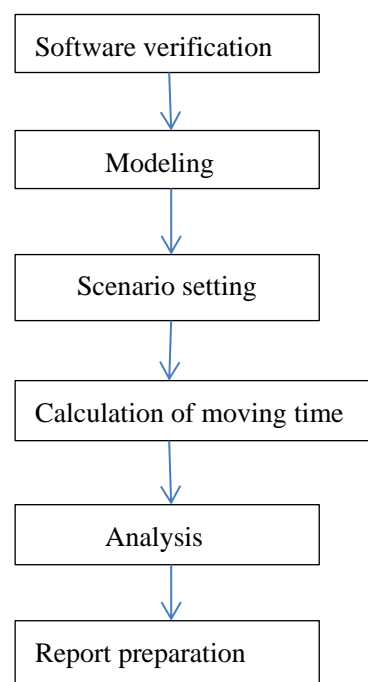 Software verification
Modeling
Scenario setting
Calculation of moving time
Analysis
Report preparation